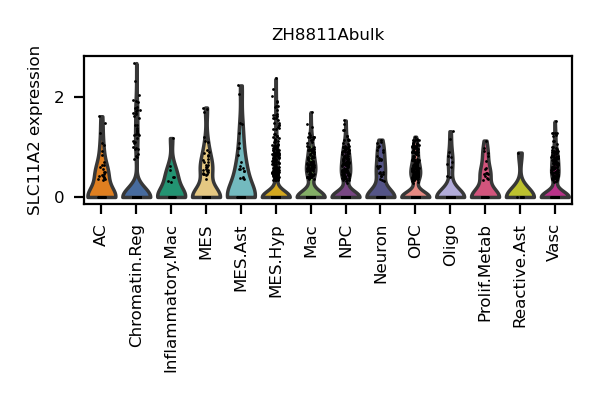 ZH8811Abulk
SLC11A2 expression
2
0
AC
Chromatin.Reg
Inflammatory.Mac
MES
MES.Ast
MES.Hyp
Mac
NPC
Neuron
OPC
Oligo
Prolif.Metab
Reactive.Ast
Vasc